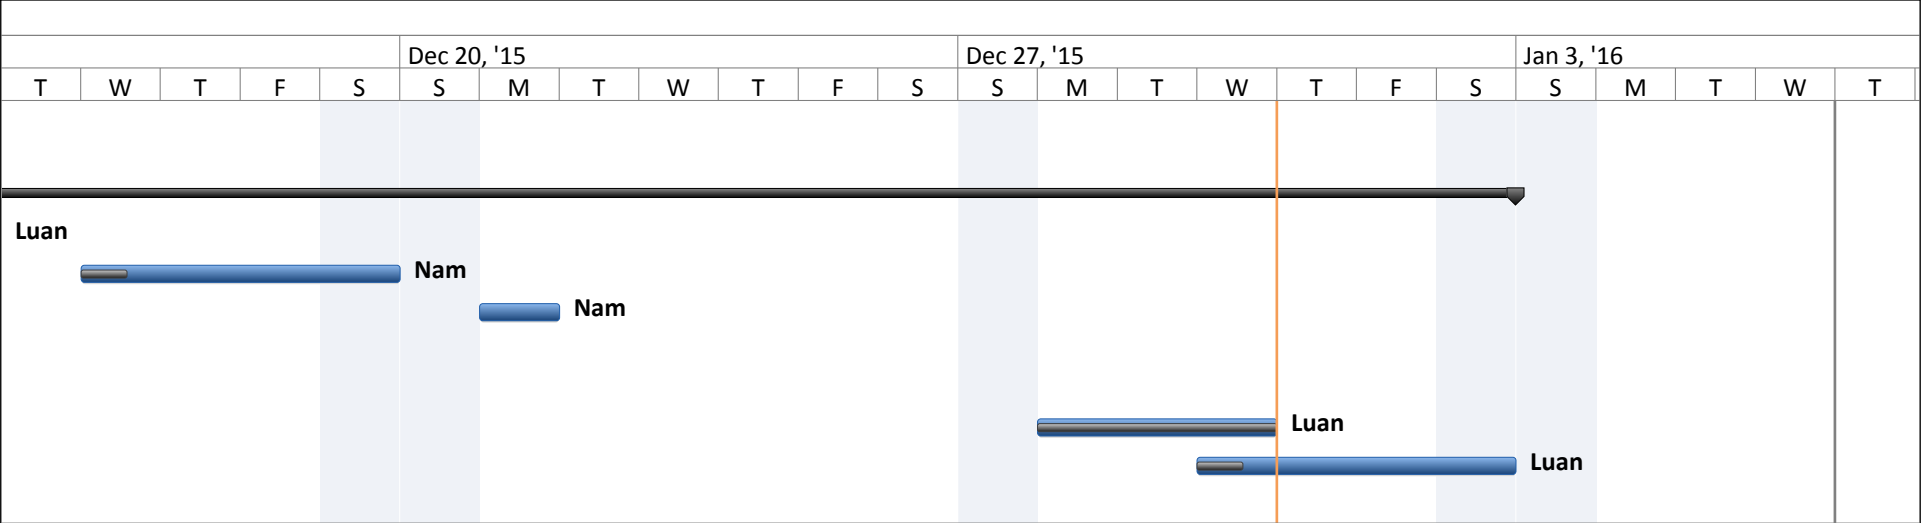 Dec 20, '15 Dec 27, '15 Jan 3, '16
T W T F S S M T W T F S S M T W T F S S M T W T
Luan
Nam
Nam
Luan
Luan